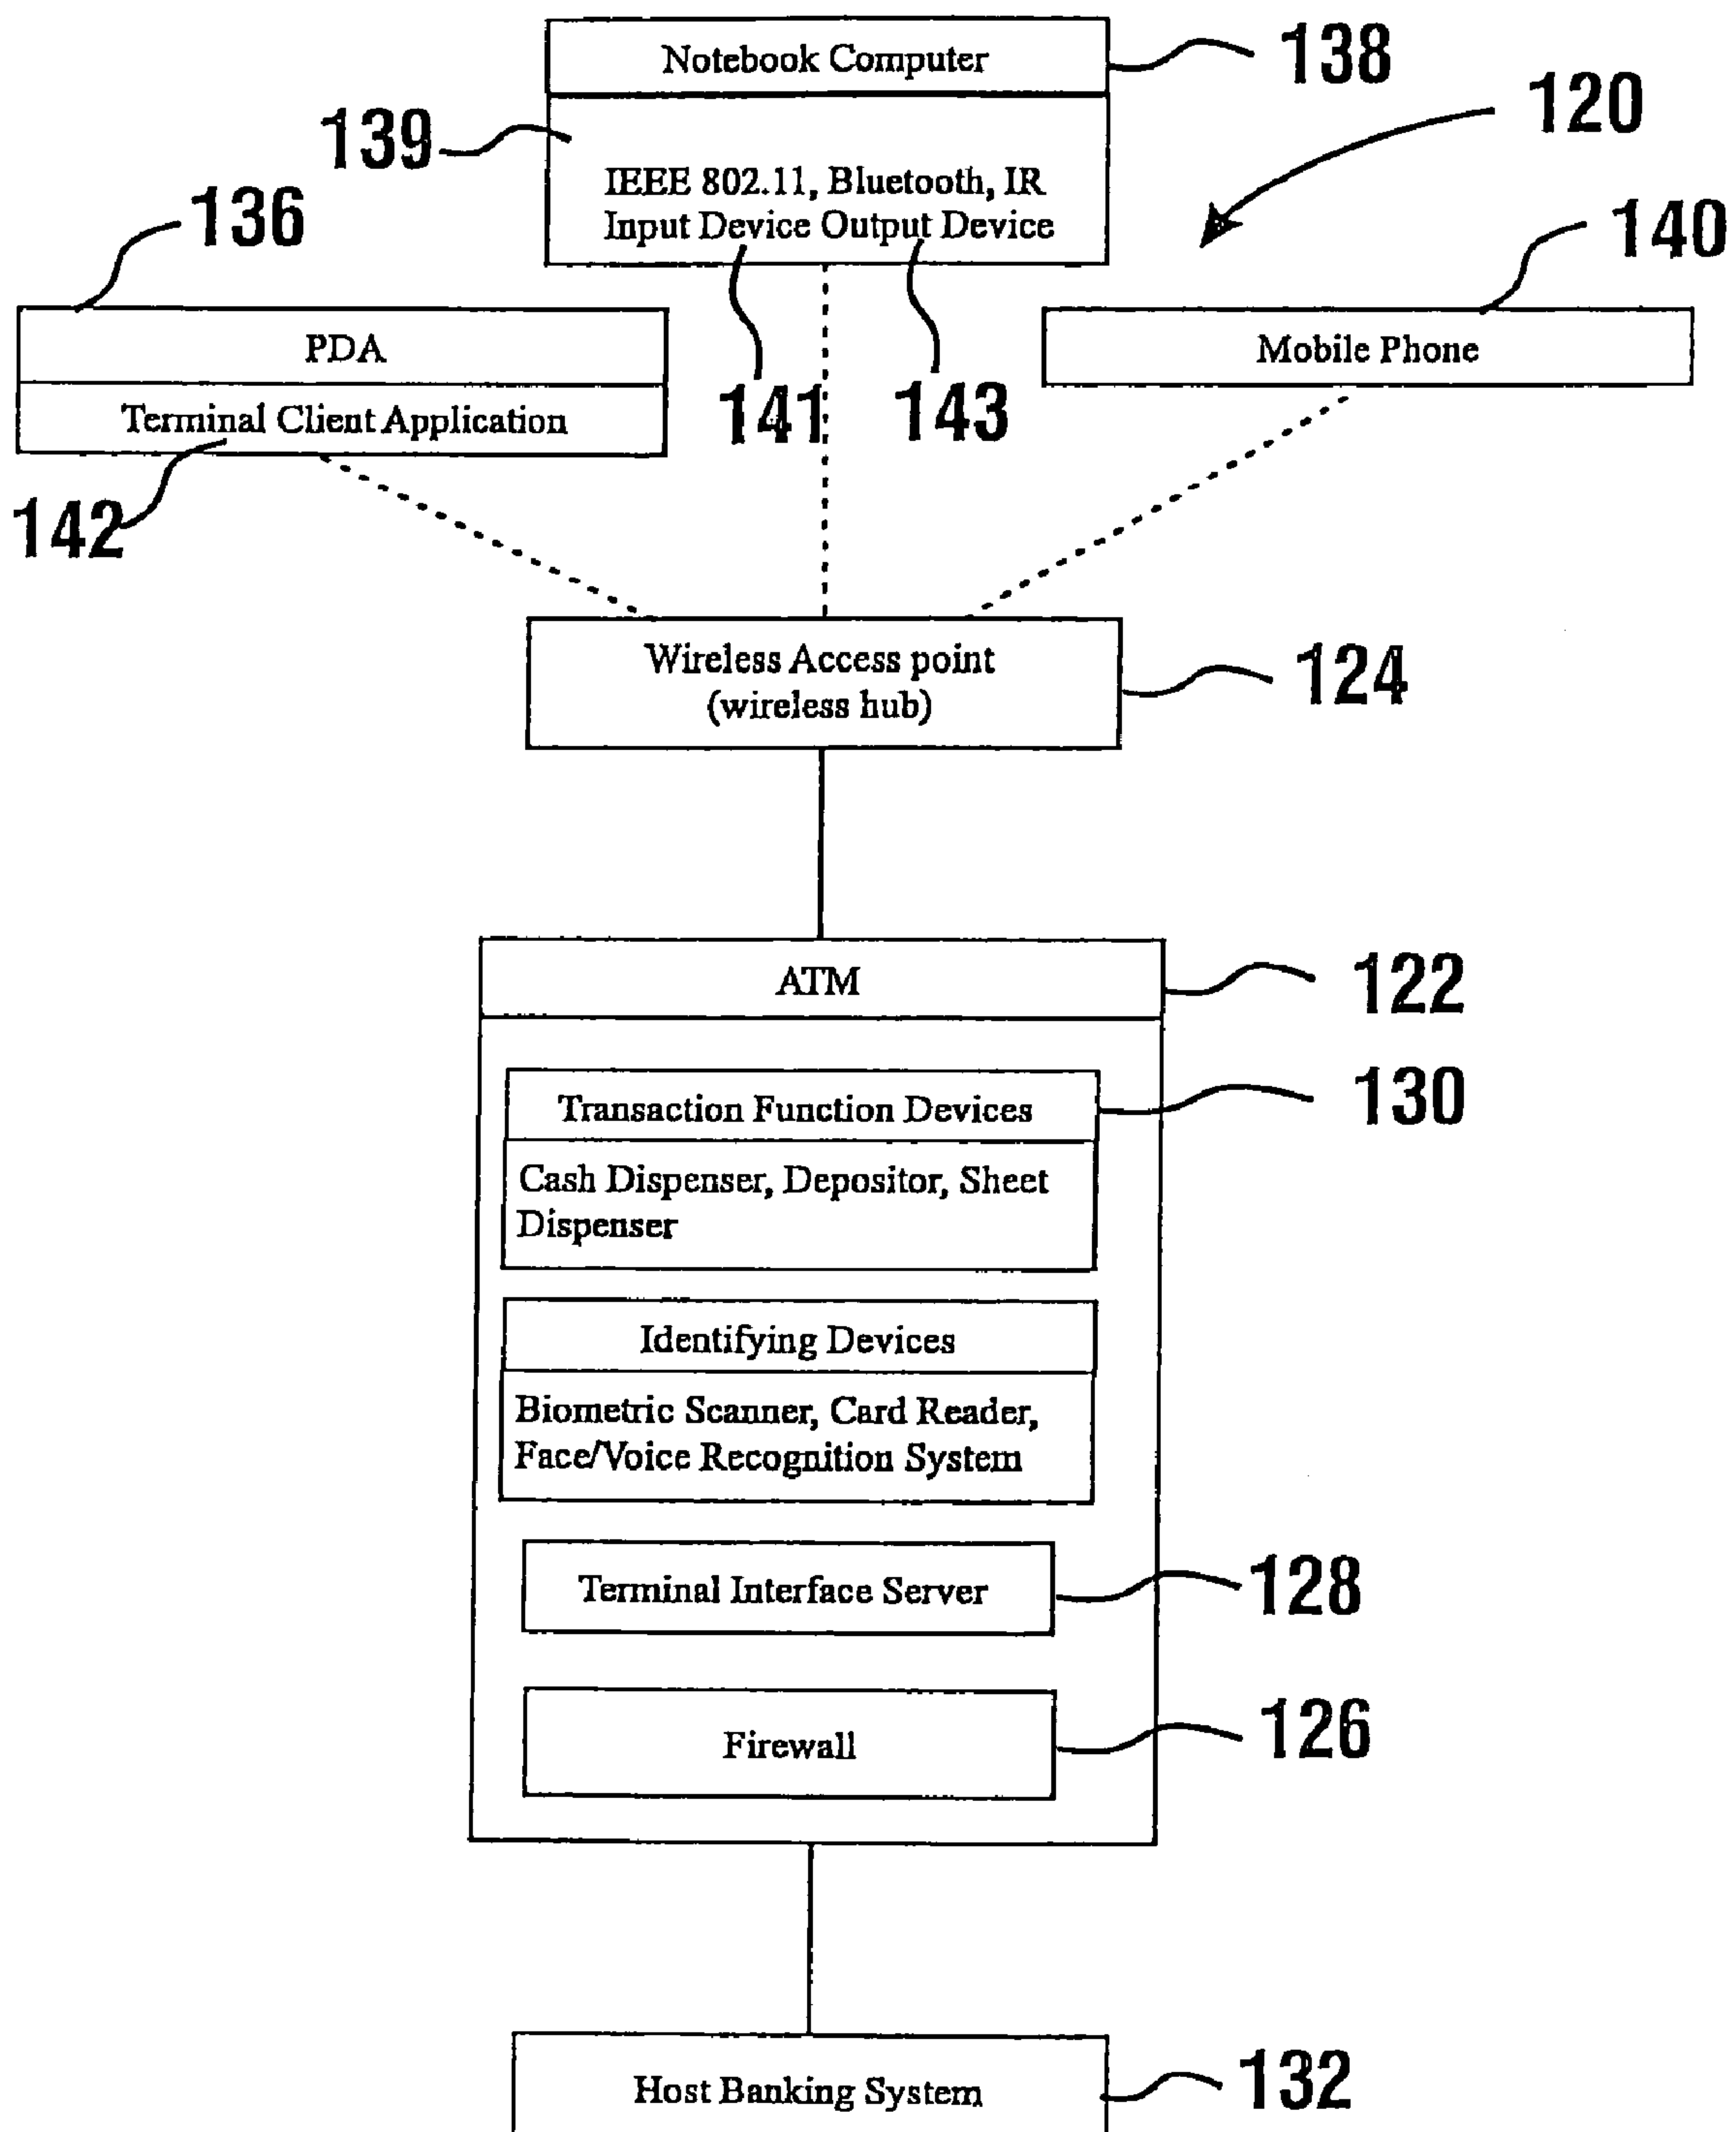 Notebook Computer
138
120
139
IEEE 802.11, Bluetooth, IR
Input Device Output Device
136
140
PDA
Mobile Phone
Terminal Client Application
141
143
142
Wireless Access point
(wireless hub)
124
ATM
122
Transaction Function Devices
130
Cash Dispenser, Depositor, Sheet
Dispenser
Identifying Devices
Biometric Scanner, Card Reader,
Face/Voice Recognition System
Terminal Interface Server
128
Firewall
126
Host Banking System
132